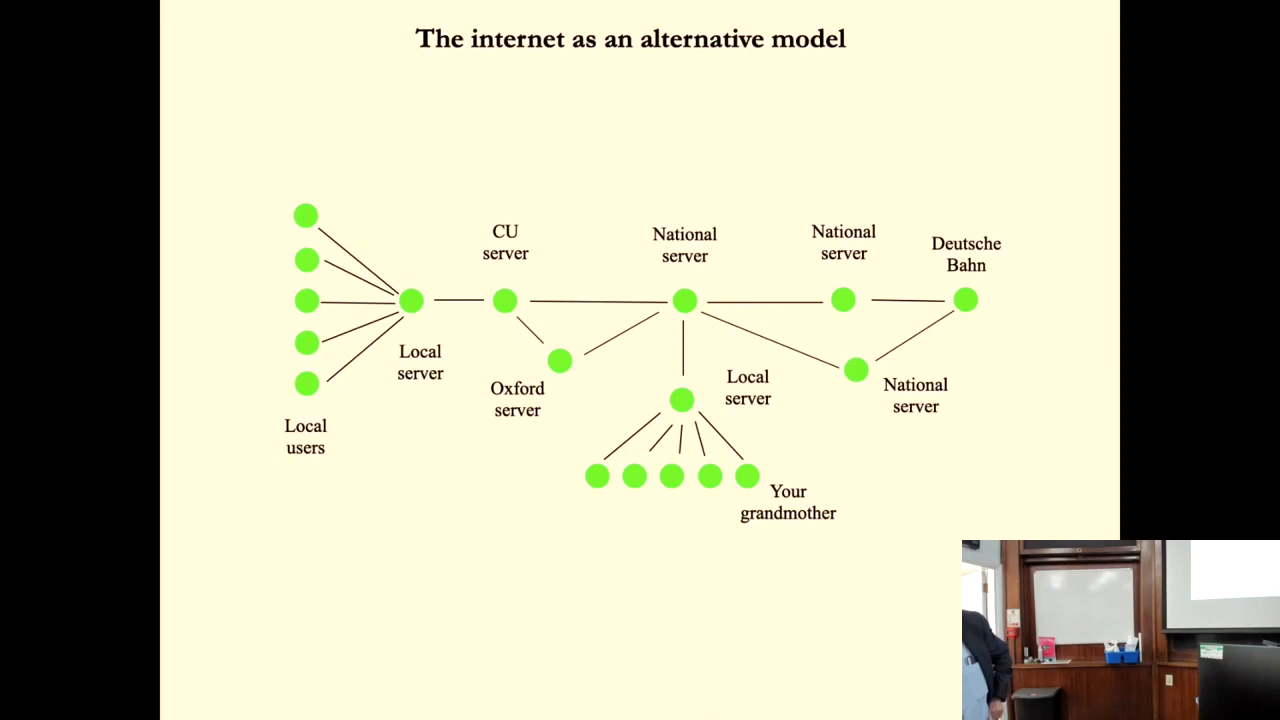 The internet as an alternative model
CU
server
National
server
National
server
Deutsche
Bahn
Local
server
Oxford
server
Local
server
National
server
Local
users
Your
grandmother